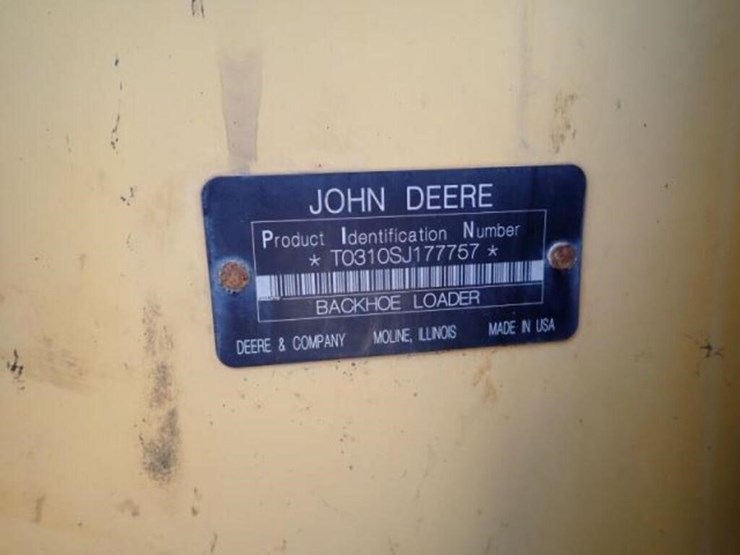 JOHN DEERE
Product Identification Number
* T0310SJ177757 *
BACKHOE LOADER
DEERE & COMPANY MOLINE, ILLINOIS MADE IN USA